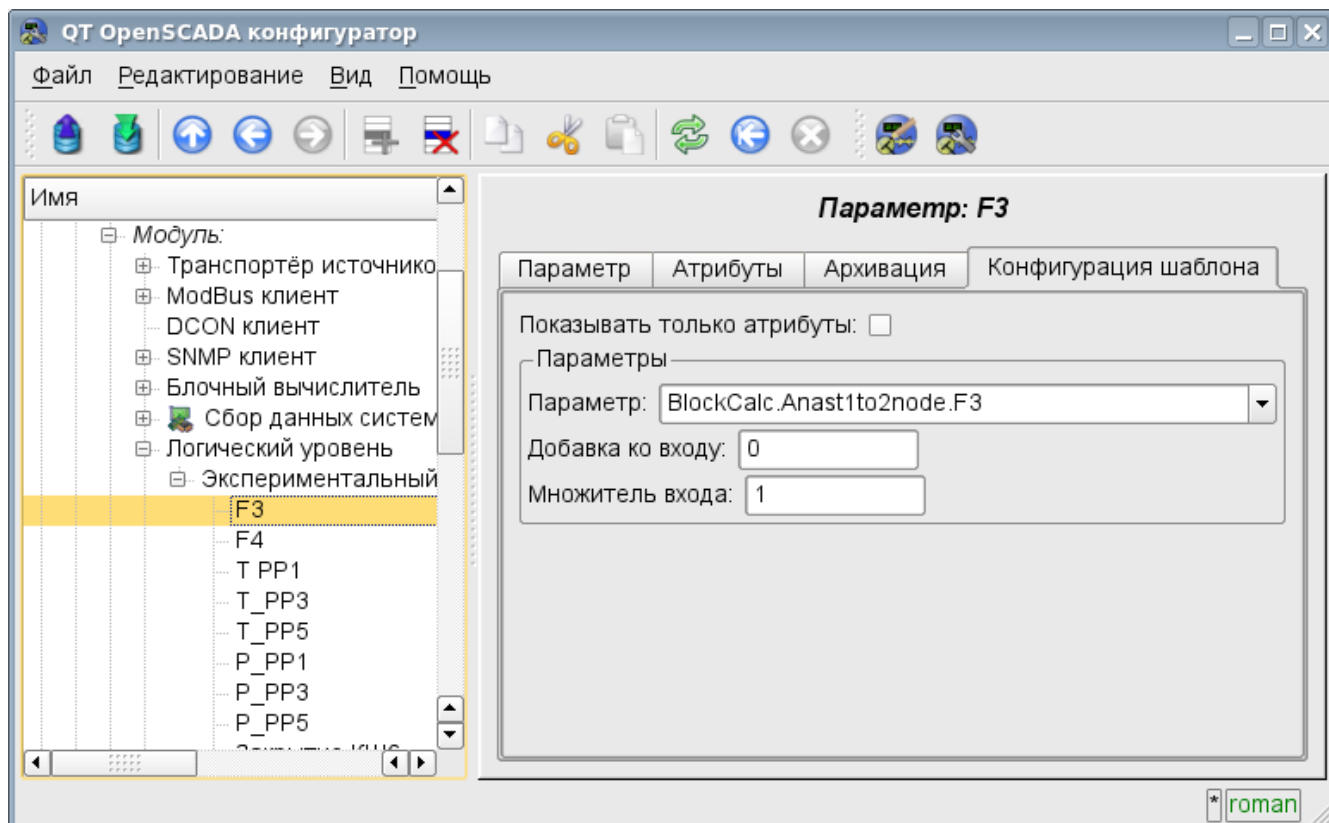 QT OpenSCADA конфигуратор
Файл Редактирование Вид Помощь
Имя
Модуль:
Транспортёр источнико
ModBus клиент
DCON клиент
SNMP клиент
Блочный вычислитель
Сбор данных систем
Логический уровень
Экспериментальный
F3
F4
T PP1
T_PP3
T_PP5
P_PP1
P_PP3
P_PP5
Параметр: F3
Параметр Атрибуты Архивация Конфигурация шаблона
Показывать только атрибуты:
Параметры
Параметр: BlockCalc.Anast1to2node.F3
Добавка ко входу: 0
Множитель входа: 1
* roman